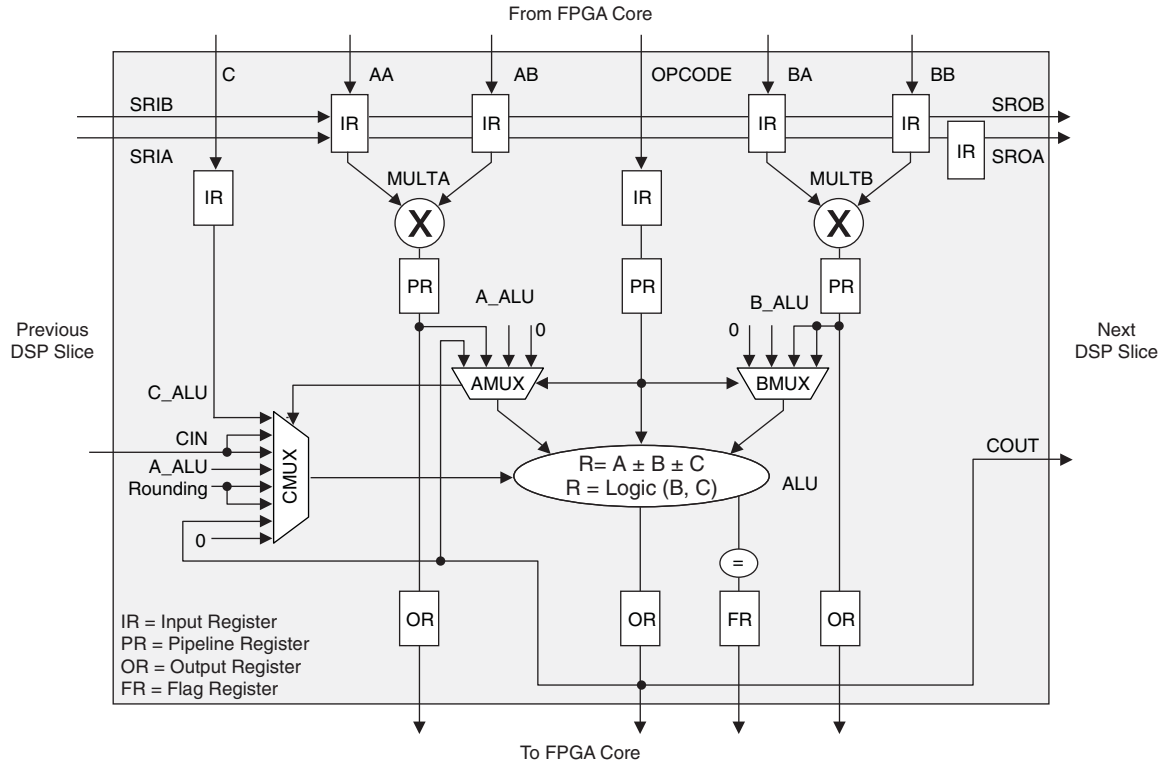 From FPGA Core
C
AA
AB
OPCODE
BA
BB
SRIB
SROB
IR
IR
IR
IR
SRIA
IR
SROA
MULTA
MULTB
IR
IR
X
X
PR
PR
PR
A_ALU
B_ALU
0
0
Previous
DSP Slice
Next
DSP Slice
AMUX
BMUX
C_ALU
CIN
COUT
A_ALU
Rounding
CMUX
R= A ± B ± C
R = Logic (B, C)
ALU
0
=
IR = Input Register
PR = Pipeline Register
OR = Output Register
FR = Flag Register
OR
OR
FR
OR
To FPGA Core